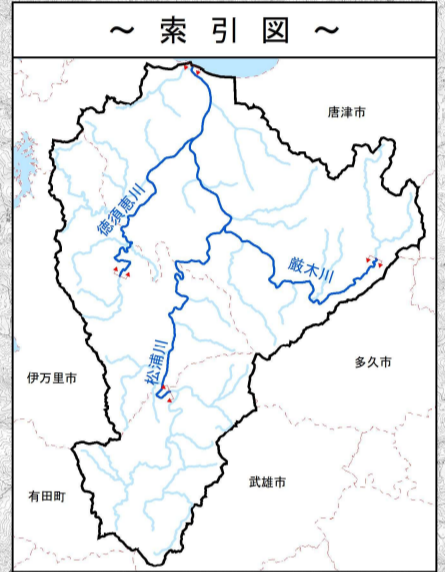 ～ 索 引 図 ～
唐津市
徳須恵川
厳木川
松浦川
伊万里市
多久市
有田町
武雄市